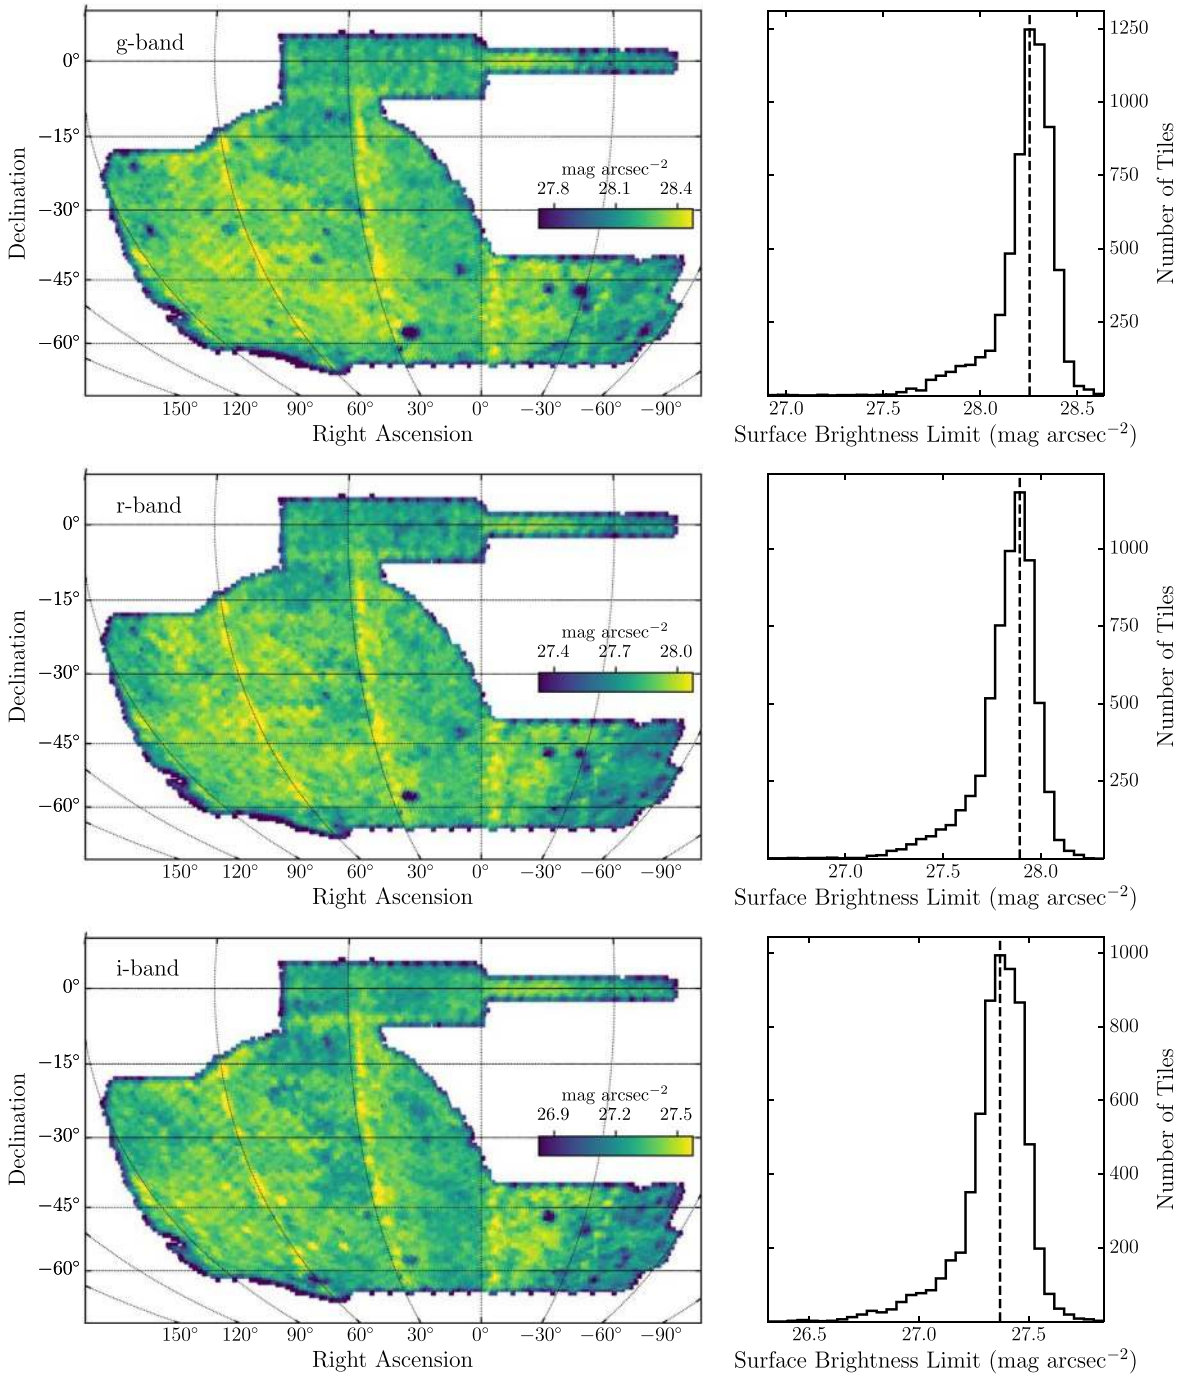 g-band
0°
−15°
−30°
−45°
−60°
Declination
mag arcsec−2
27.8 28.1 28.4
150° 120° 90° 60° 30° 0° −30° −60° −90°
Right Ascension
1250
1000
750
500
250
Number of Tiles
27.0 27.5 28.0 28.5
Surface Brightness Limit (mag arcsec−2)
r-band
0°
−15°
−30°
−45°
−60°
Declination
mag arcsec−2
27.4 27.7 28.0
150° 120° 90° 60° 30° 0° −30° −60° −90°
Right Ascension
1000
750
500
250
Number of Tiles
27.0 27.5 28.0
Surface Brightness Limit (mag arcsec−2)
i-band
0°
−15°
−30°
−45°
−60°
Declination
mag arcsec−2
26.9 27.2 27.5
150° 120° 90° 60° 30° 0° −30° −60° −90°
Right Ascension
1000
800
600
400
200
Number of Tiles
26.5 27.0 27.5
Surface Brightness Limit (mag arcsec−2)